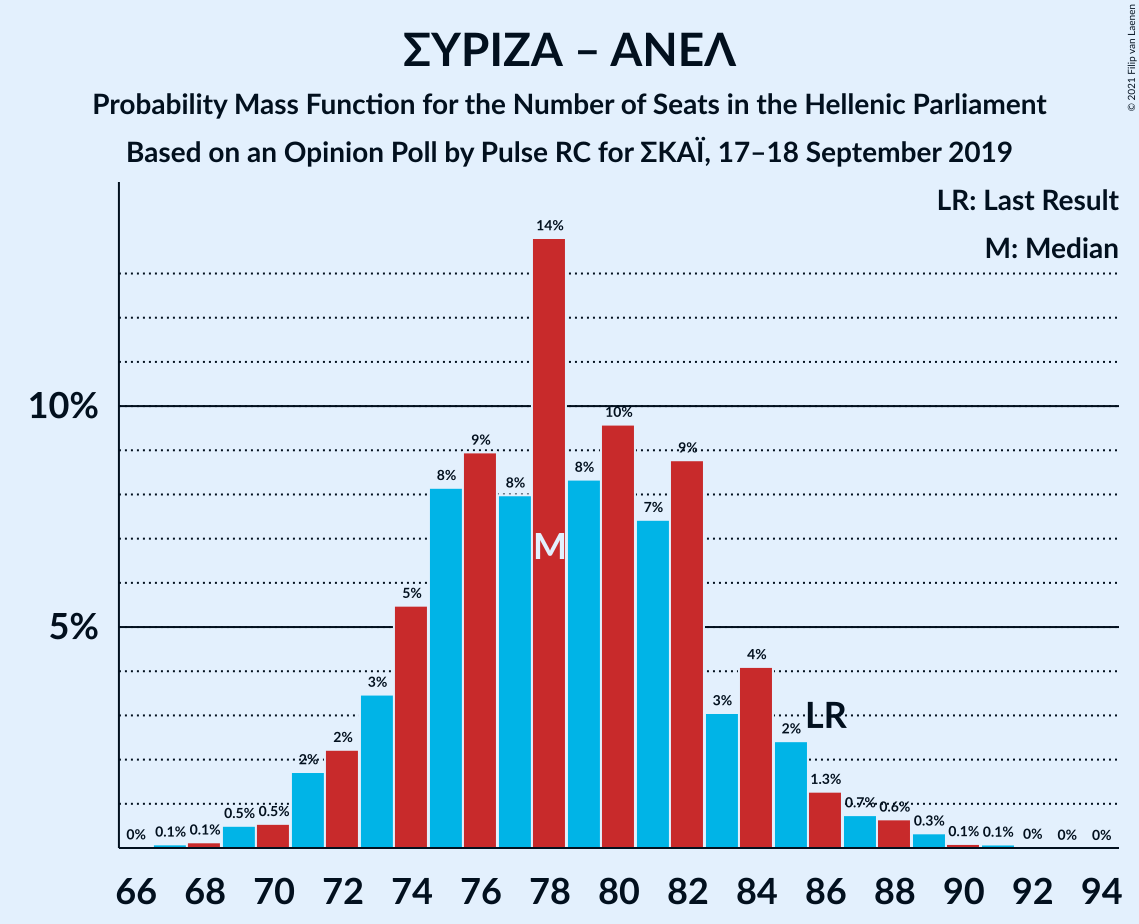 ΣΥΡΙΖΑ – ΑΝΕΛ
Probability Mass Function for the Number of Seats in the Hellenic Parliament
Based on an Opinion Poll by Pulse RC for ΣΚΑΪ, 17–18 September 2019
© 2021 Filip van Laenen
LR: Last Result
M: Median
10%
5%
0% 0.1% 0.1% 0.5% 0.5% 2% 2% 3% 5% 8% 9% 8% 14% 8% 10% 7% 9% 3% 4% 2% 1.3% 0.7% 0.6% 0.3% 0.1% 0.1% 0% 0% 0%
M
LR
66 68 70 72 74 76 78 80 82 84 86 88 90 92 94